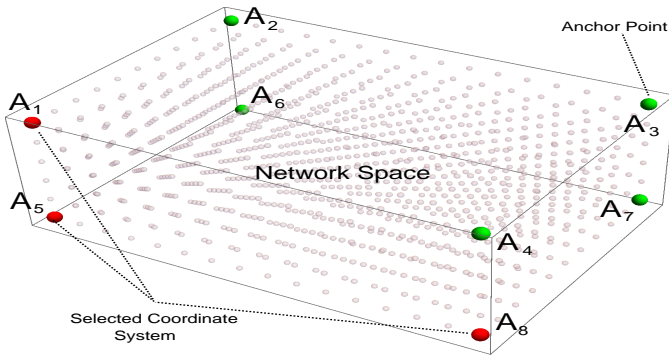 Anchor Point
A2
A1
A6
A3
Network Space
A5
A7
A4
Selected Coordinate
System
A8